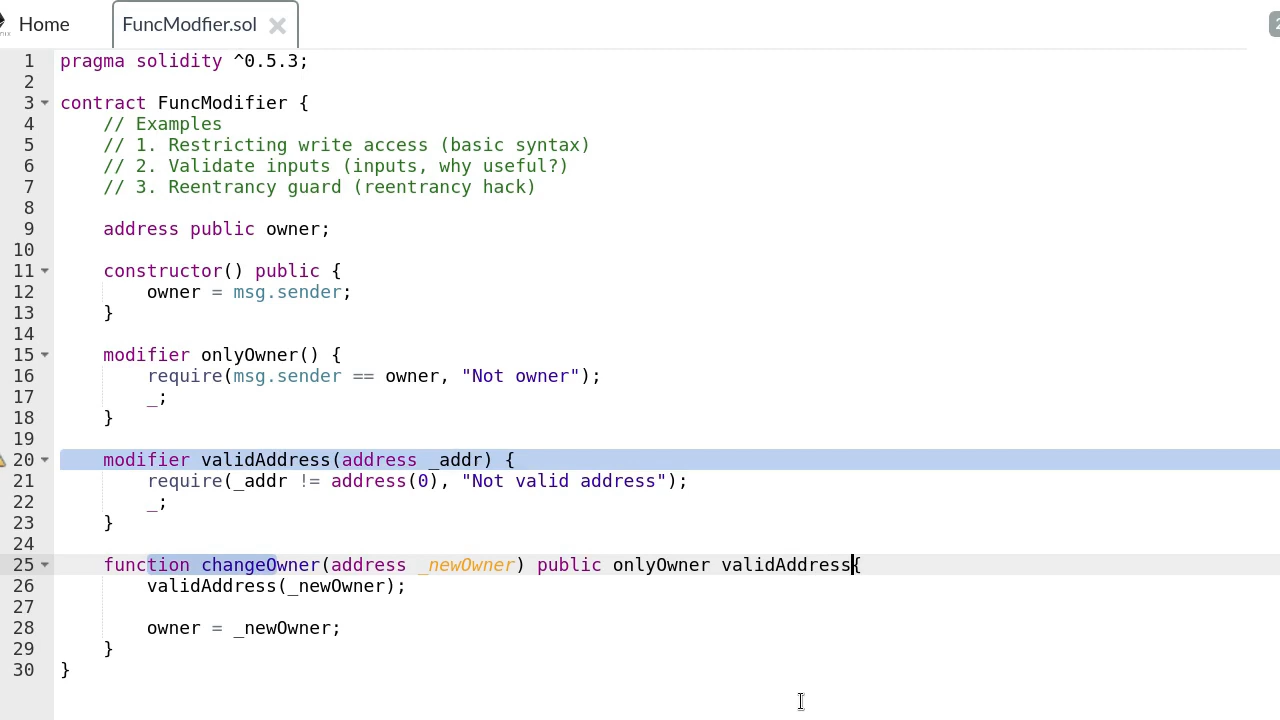 Home
FuncModfier.sol
1 pragma solidity ^0.5.3;
2
3 contract FuncModifier {
4 // Examples
5 // 1. Restricting write access (basic syntax)
6 // 2. Validate inputs (inputs, why useful?)
7 // 3. Reentrancy guard (reentrancy hack)
8
9 address public owner;
10
11 constructor() public {
12 owner = msg.sender;
13 }
14
15 modifier onlyOwner() {
16 require(msg.sender == owner, "Not owner");
17 _;
18 }
19
20 modifier validAddress(address _addr) {
21 require(_addr != address(0), "Not valid address");
22 _;
23 }
24
25 function changeOwner(address _newOwner) public onlyOwner validAddress{
26 validAddress(_newOwner);
27
28 owner = _newOwner;
29 }
30 }